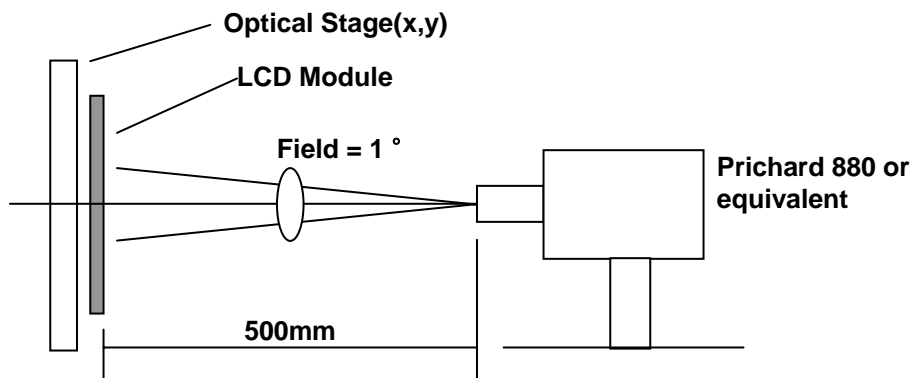 Optical Stage(x,y)
LCD Module
Field = 1 °
Prichard 880 or
equivalent
500mm